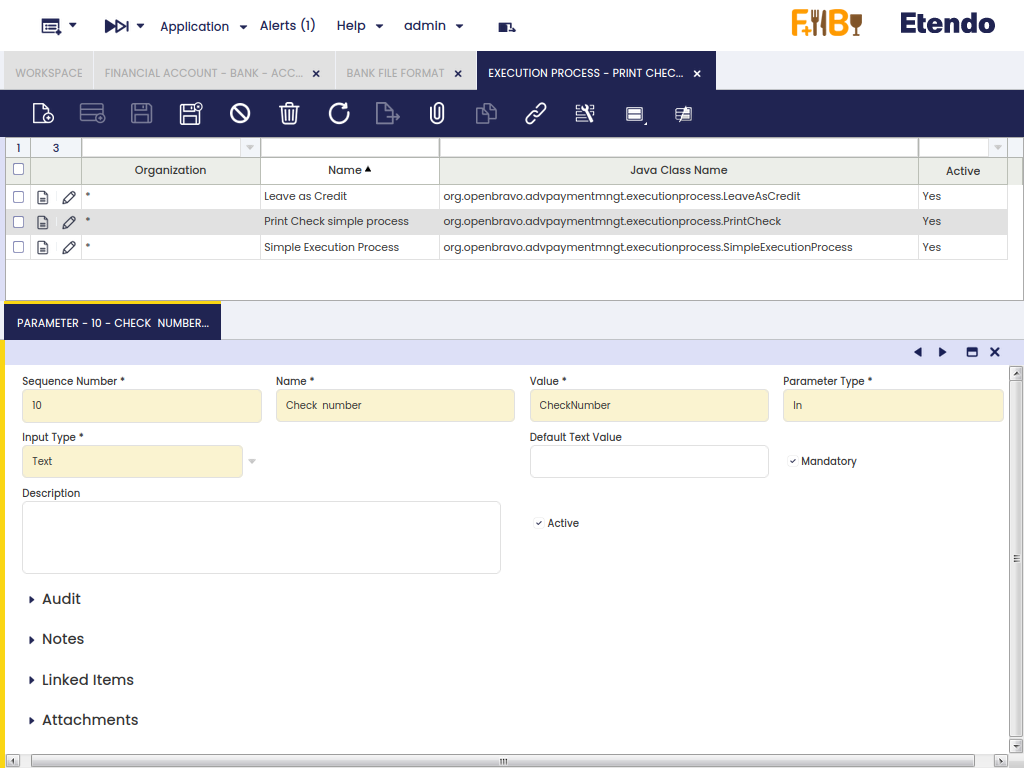 Application
Alerts (1)
Help
admin
F+B
Etendo
WORKSPACE
FINANCIAL ACCOUNT - BANK - ACC...
BANK FILE FORMAT
EXECUTION PROCESS - PRINT CHEC...
1
3
Organization
Name
Java Class Name
Active
*
Leave as Credit
org.openbravo.advpaymentmngt.executionprocess.LeaveAsCredit
Yes
*
Print Check simple process
org.openbravo.advpaymentmngt.executionprocess.PrintCheck
Yes
*
Simple Execution Process
org.openbravo.advpaymentmngt.executionprocess.SimpleExecutionProcess
Yes
PARAMETER - 10 - CHECK  NUMBER...
Sequence Number *
Name *
Value *
Parameter Type *
10
Check  number
CheckNumber
In
Input Type *
Default Text Value
Text
Mandatory
Description
Active
Audit
Notes
Linked Items
Attachments